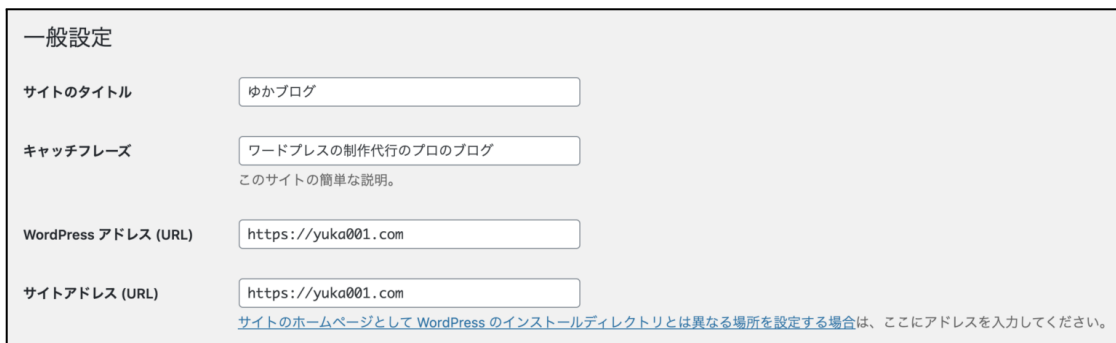 一般設定
サイトのタイトル
ゆかブログ
キャッチフレーズ
ワードプレスの制作代行のプロのブログ
このサイトの簡単な説明。
WordPress アドレス (URL)
https://yuka001.com
サイトアドレス (URL)
https://yuka001.com
サイトのホームページとして WordPress のインストールディレクトリとは異なる場所を設定する場合は、ここにアドレスを入力してください。